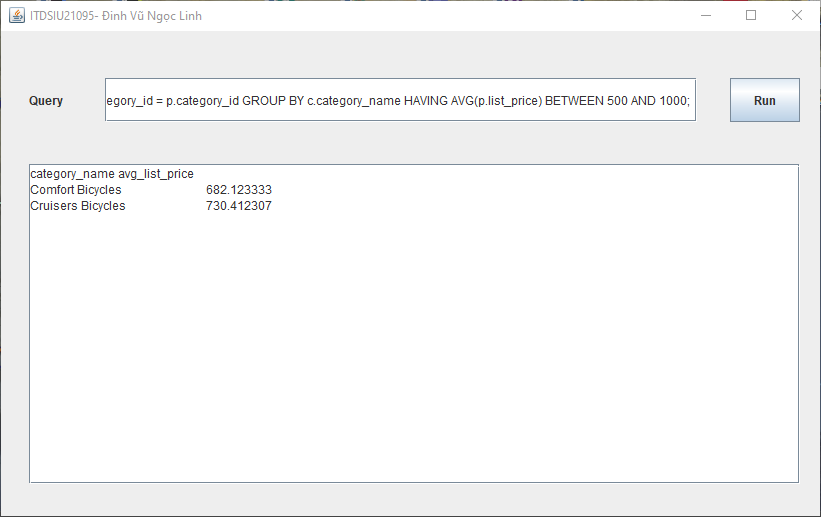 ITDSIU21095- Đinh Vũ Ngọc Linh
Query
egory_id = p.category_id GROUP BY c.category_name HAVING AVG(p.list_price) BETWEEN 500 AND 1000;
Run
category_name avg_list_price
Comfort Bicycles 682.123333
Cruisers Bicycles 730.412307